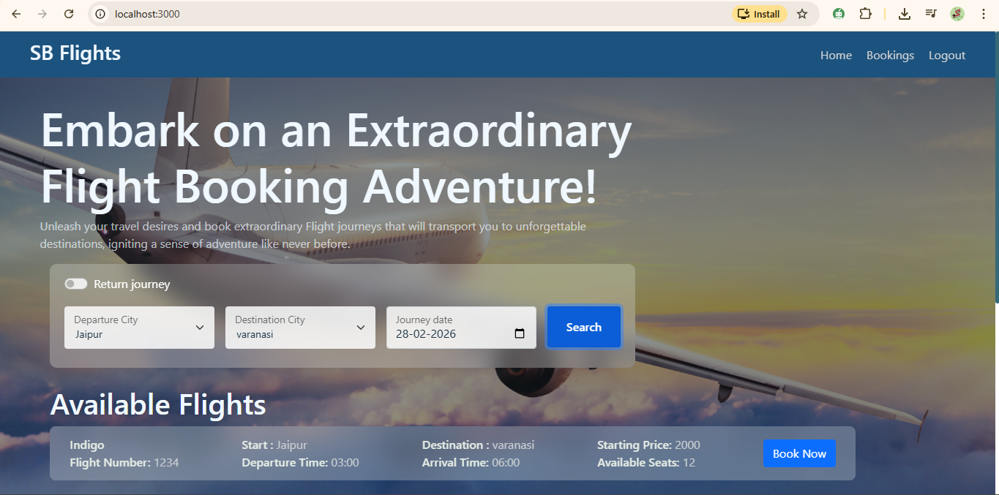 localhost:3000
Install
SB Flights
Home Bookings Logout
Embark on an Extraordinary
Flight Booking Adventure!
Unleash your travel desires and book extraordinary Flight journeys that will transport you to unforgettable
destinations, igniting a sense of adventure like never before.
Return journey
Departure City
Jaipur
Destination City
varanasi
Journey date
28-02-2026
Search
Available Flights
Indigo
Flight Number: 1234
Start : Jaipur
Departure Time: 03:00
Destination : varanasi
Arrival Time: 06:00
Starting Price: 2000
Available Seats: 12
Book Now